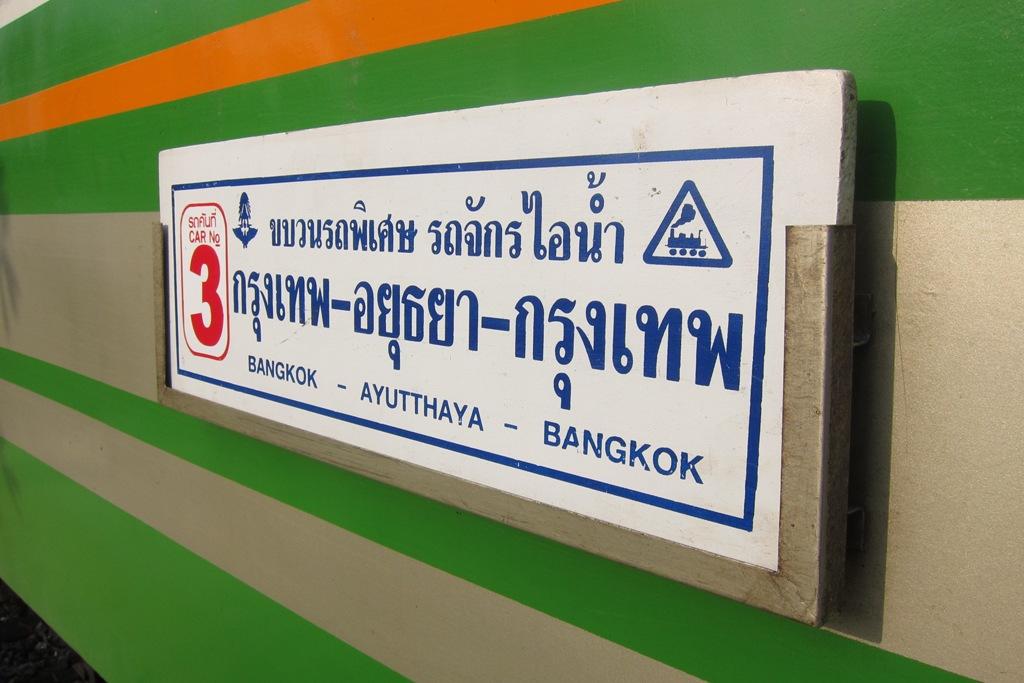 รถคันที่
CAR No
3
ขบวนรถพิเศษ รถจักรไอน้ำ
กรุงเทพ-อยุธยา-กรุงเทพ
BANGKOK - AYUTTHAYA - BANGKOK